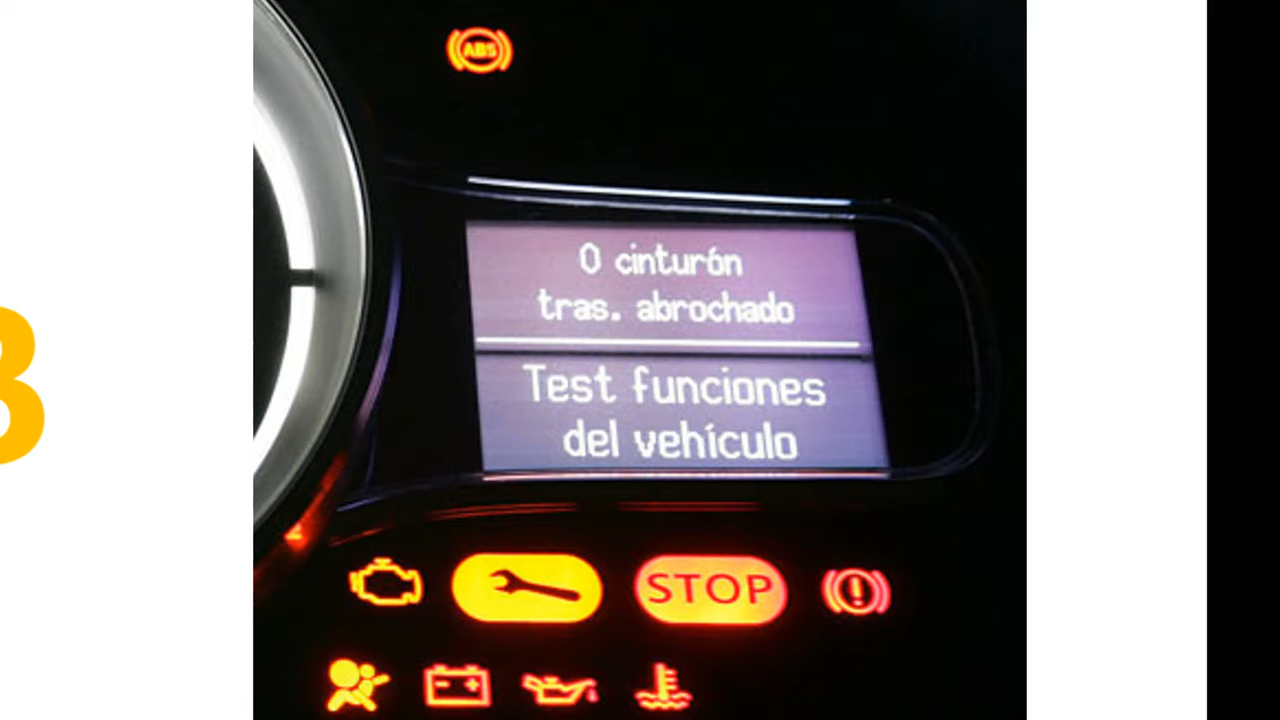 ABS
0 cinturón
tras. abrochado
Test funciones
del vehículo
STOP